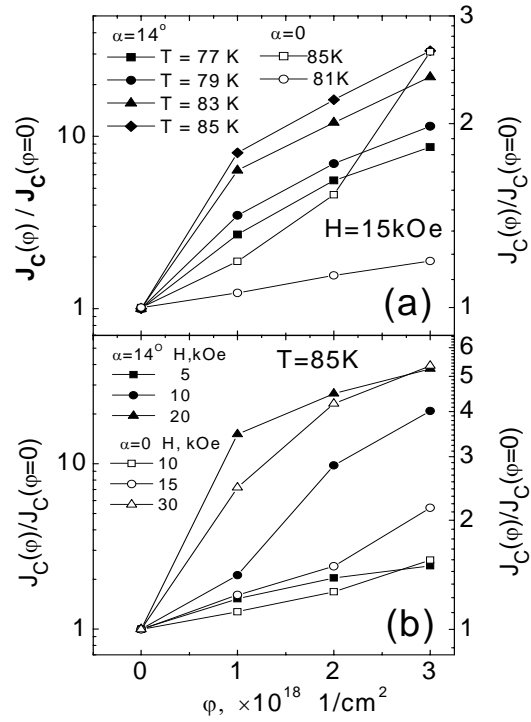 3
α=14° α=0
T = 77 K 85K
T = 79 K 81K
T = 83 K
T = 85 K
10
2
J_C(φ) / J_C(φ=0)
J_C(φ)/J_C(φ=0)
H=15kOe
1
1
(a)
α=14° H,kOe
T=85K
5
10
20
α=0 H, kOe
10
15
30
10
1
6
5
4
3
2
1
J_C(φ)/J_C(φ=0)
J_C(φ)/J_C(φ=0)
(b)
0 1 2 3
φ, ×10^18 1/cm^2